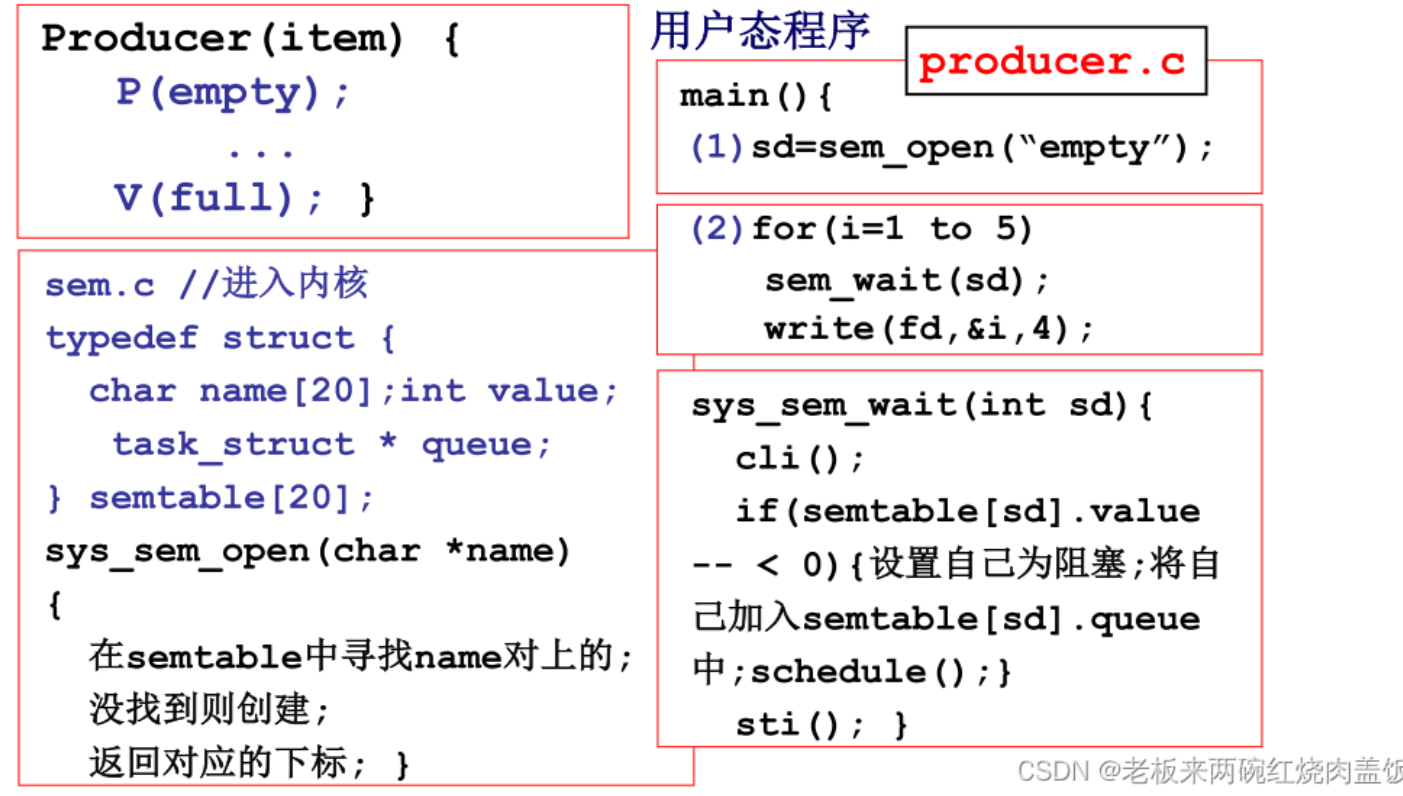 Producer(item) {
P(empty);
...
V(full); }
用户态程序
producer.c
main(){
(1)sd=sem_open(“empty”);
(2)for(i=1 to 5)
sem_wait(sd);
write(fd,&i,4);
sem.c //进入内核
typedef struct {
char name[20];int value;
task_struct * queue;
} semtable[20];
sys_sem_open(char *name)
{
在semtable中寻找name对上的;
没找到则创建;
返回对应的下标; }
sys_sem_wait(int sd){
cli();
if(semtable[sd].value
-- < 0){设置自己为阻塞;将自
己加入semtable[sd].queue
中;schedule();}
sti(); }
CSDN @老板来两碗红烧肉盖饭